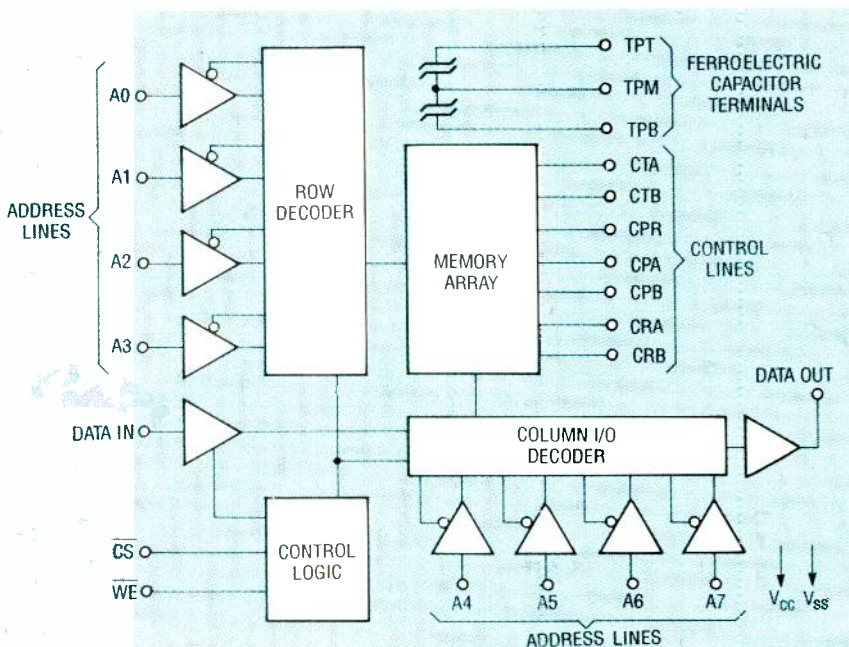 TPT
FERROELECTRIC
CAPACITOR
TERMINALS
TPM
TPB
A0
A1
ADDRESS
LINES
A2
A3
ROW
DECODER
MEMORY
ARRAY
CTA
CTB
CPR
CPA
CPB
CRA
CRB
CONTROL
LINES
DATA OUT
DATA IN
COLUMN I/O
DECODER
CS
WE
CONTROL
LOGIC
A4 A5 A6 A7
VCC VSS
ADDRESS LINES